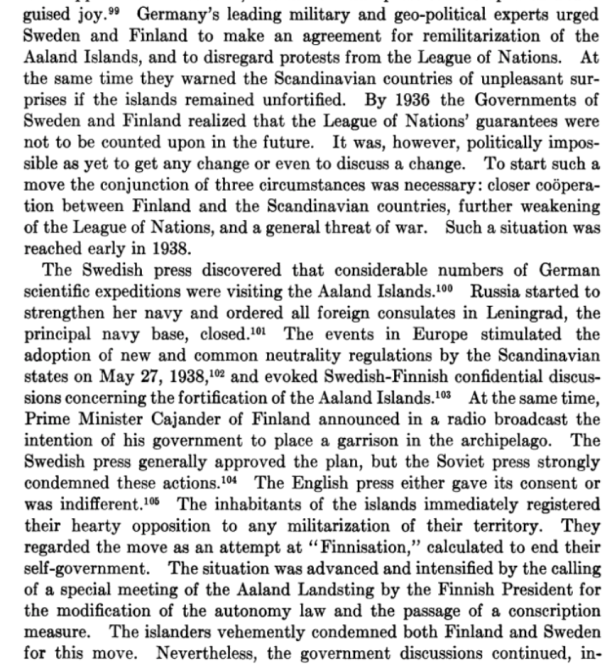 guised joy.⁹⁹ Germany's leading military and geo-political experts urged
Sweden and Finland to make an agreement for remilitarization of the
Aaland Islands, and to disregard protests from the League of Nations. At
the same time they warned the Scandinavian countries of unpleasant sur-
prises if the islands remained unfortified. By 1936 the Governments of
Sweden and Finland realized that the League of Nations' guarantees were
not to be counted upon in the future. It was, however, politically impos-
sible as yet to get any change or even to discuss a change. To start such a
move the conjunction of three circumstances was necessary: closer coöpera-
tion between Finland and the Scandinavian countries, further weakening
of the League of Nations, and a general threat of war. Such a situation was
reached early in 1938.
The Swedish press discovered that considerable numbers of German
scientific expeditions were visiting the Aaland Islands.¹⁰⁰ Russia started to
strengthen her navy and ordered all foreign consulates in Leningrad, the
principal navy base, closed.¹⁰¹ The events in Europe stimulated the
adoption of new and common neutrality regulations by the Scandinavian
states on May 27, 1938,¹⁰² and evoked Swedish-Finnish confidential discus-
sions concerning the fortification of the Aaland Islands.¹⁰³ At the same time,
Prime Minister Cajander of Finland announced in a radio broadcast the
intention of his government to place a garrison in the archipelago. The
Swedish press generally approved the plan, but the Soviet press strongly
condemned these actions.¹⁰⁴ The English press either gave its consent or
was indifferent.¹⁰⁵ The inhabitants of the islands immediately registered
their hearty opposition to any militarization of their territory. They
regarded the move as an attempt at "Finnisation," calculated to end their
self-government. The situation was advanced and intensified by the calling
of a special meeting of the Aaland Landsting by the Finnish President for
the modification of the autonomy law and the passage of a conscription
measure. The islanders vehemently condemned both Finland and Sweden
for this move. Nevertheless, the government discussions continued, in-